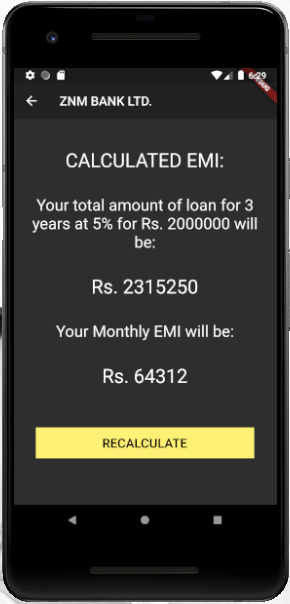 6:29
ZNM BANK LTD.
CALCULATED EMI:
Your total amount of loan for 3
years at 5% for Rs. 2000000 will
be:
Rs. 2315250
Your Monthly EMI will be:
Rs. 64312
RECALCULATE